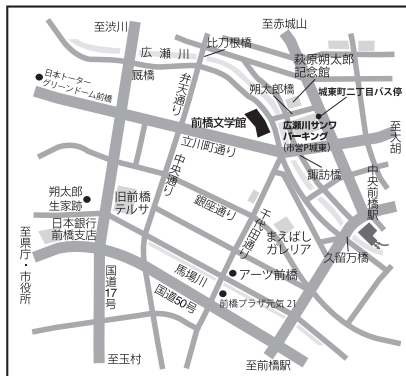 至渋川
至赤城山
広瀬川
比刀根橋
萩原朔太郎
記念館
厩橋
弁天通り
朔太郎橋
日本トーター
グリーンドーム前橋
城東町二丁目バス停
前橋文学館
広瀬川サンワ
パーキング
(市営P城東)
至大胡
立川町通り
諏訪橋
中央前橋駅
中央通り
朔太郎
生家跡
旧前橋
テルサ
銀座通り
千代田通り
まえばし
ガレリア
日本銀行
前橋支店
久留万橋
至県庁・市役所
馬場川
アーツ前橋
国道17号
国道50号
前橋プラザ元気21
至玉村
至前橋駅